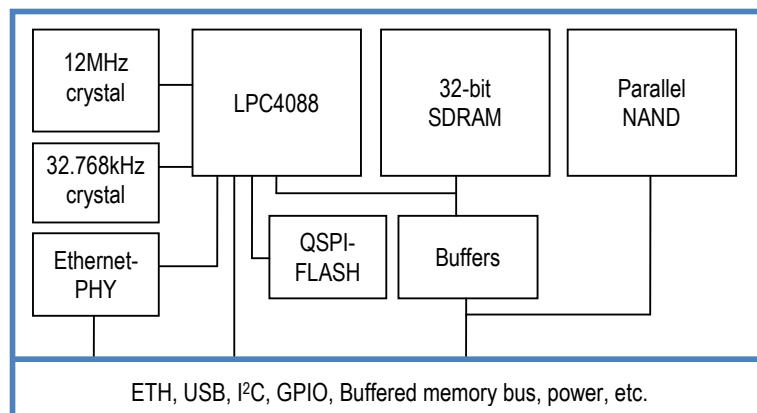 12MHz
crystal
LPC4088
32-bit
SDRAM
Parallel
NAND
32.768kHz
crystal
Ethernet-
PHY
QSPI-
FLASH
Buffers
ETH, USB, I²C, GPIO, Buffered memory bus, power, etc.